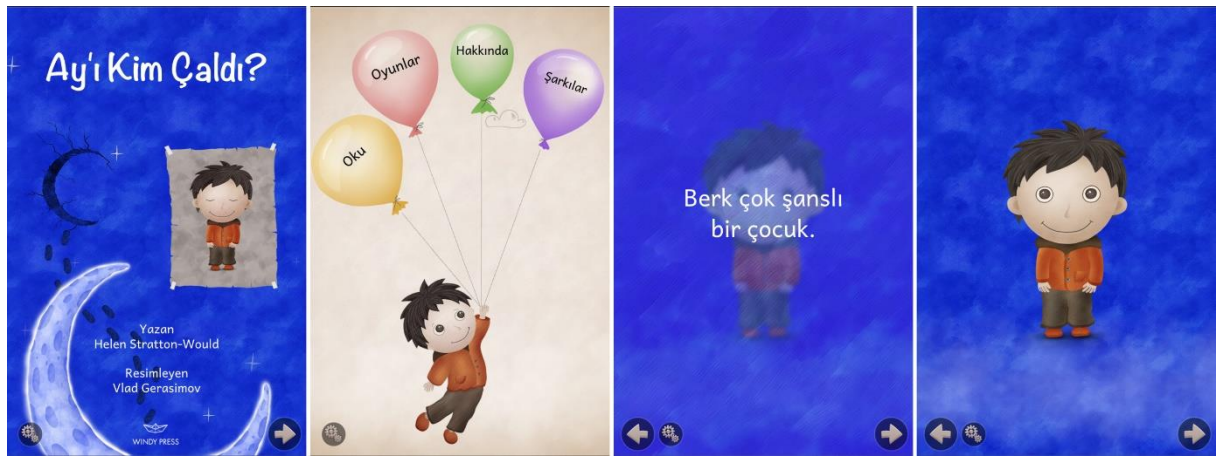 Ay'ı Kim Çaldı?
Yazan
Helen Stratton-Would
Resimleyen
Vlad Gerasimov
WINDY PRESS
Oyunlar
Hakkında
Şarkılar
Oku
Berk çok şanslı
bir çocuk.